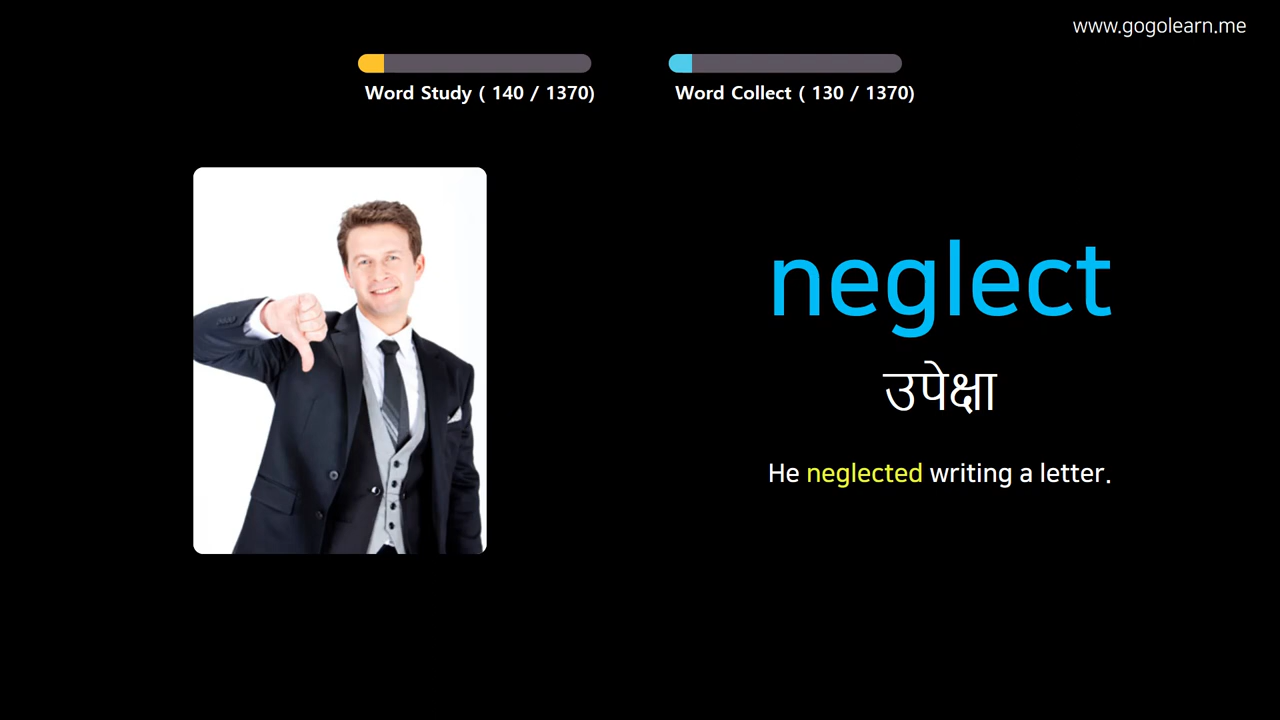 www.gogolearn.me
Word Study ( 140 / 1370)
Word Collect ( 130 / 1370)
neglect
उपेक्षा
He neglected writing a letter.